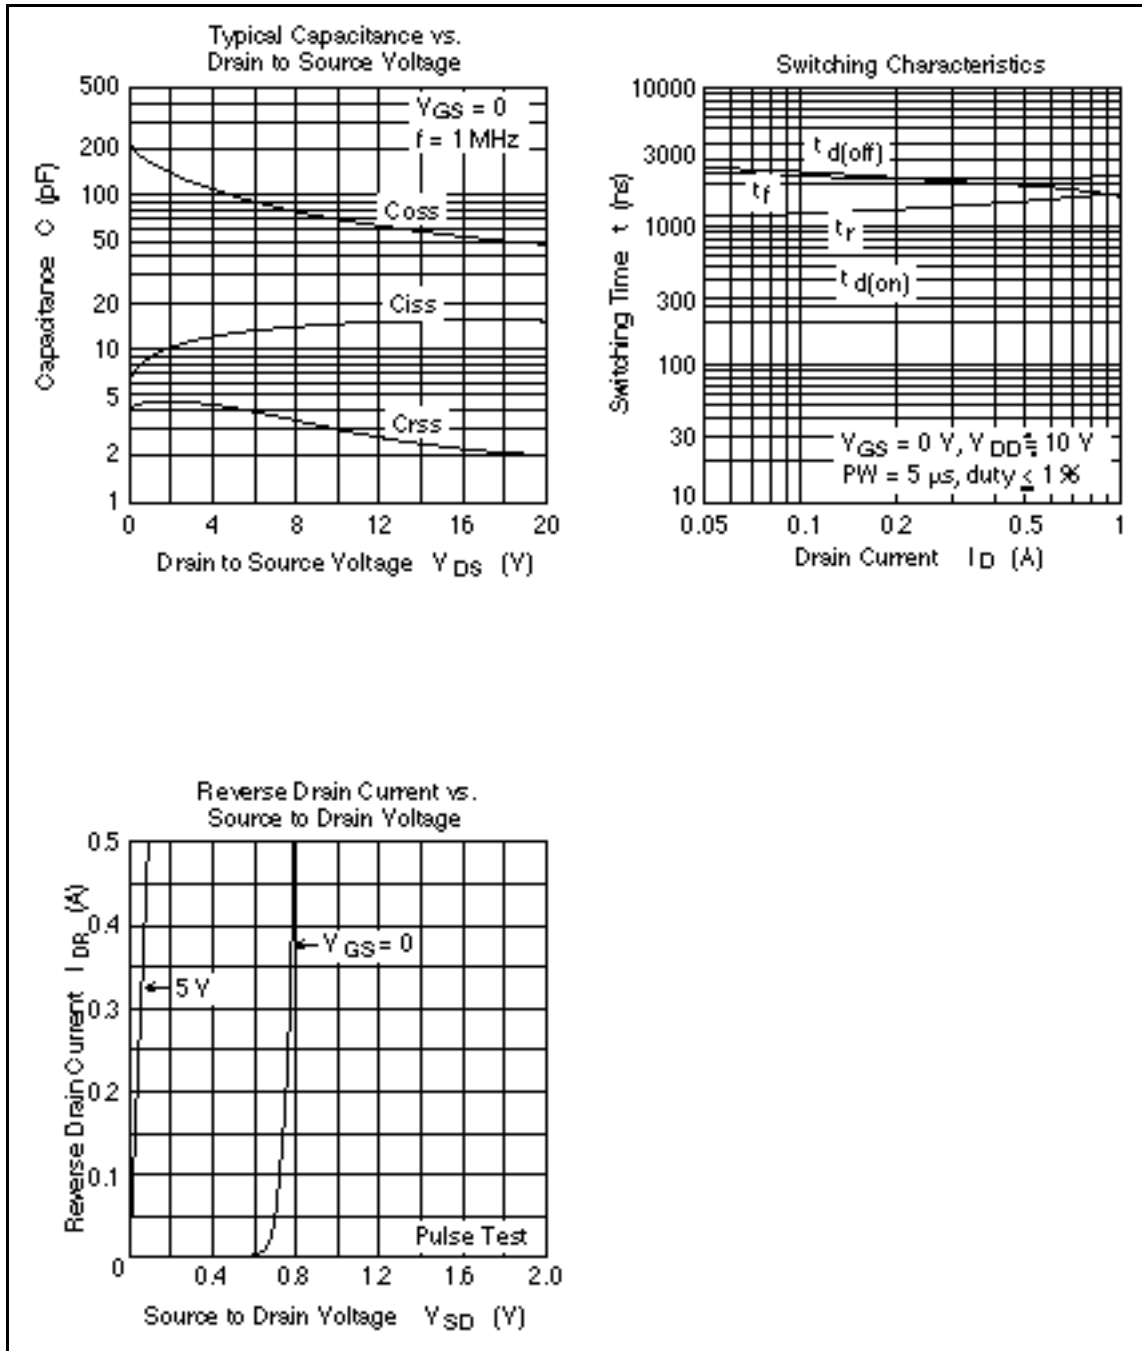 Typical Capacitance vs.
Drain to Source Voltage
500
200
100
50
20
10
5
2
1
Capacitance C (pF)
V GS = 0
f = 1 MHz
Coss
Ciss
Crss
0 4 8 12 16 20
Drain to Source Voltage V DS (V)
Switching Characteristics
10000
3000
1000
300
100
30
10
Switching Time t (ns)
t d(off)
t f
t r
t d(on)
V GS = 0 V, V DD ≒ 10 V
PW = 5 µs, duty ≤ 1 %
0.05 0.1 0.2 0.5 1
Drain Current I D (A)
Reverse Drain Current vs.
Source to Drain Voltage
0.5
0.4
0.3
0.2
0.1
0
Reverse Drain Current I DR (A)
V GS = 0
5 V
Pulse Test
0.4 0.8 1.2 1.6 2.0
Source to Drain Voltage V SD (V)